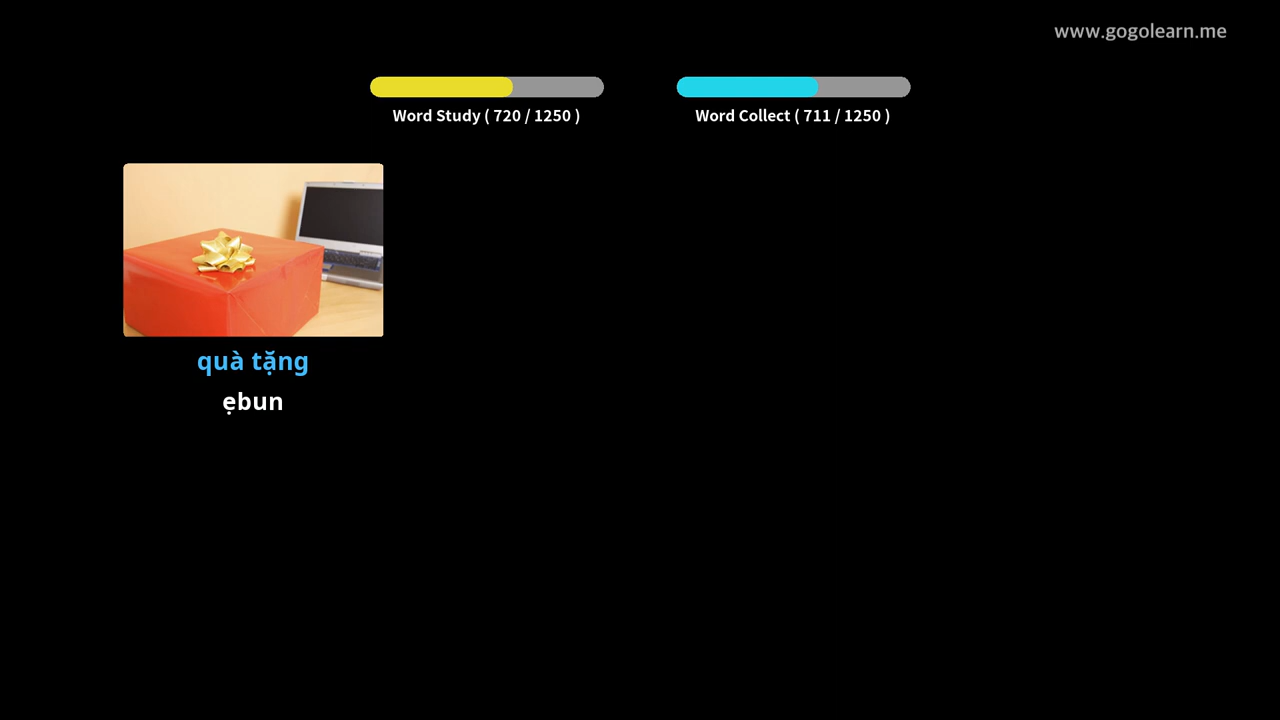 www.gogolearn.me
Word Study ( 720 / 1250 )
Word Collect ( 711 / 1250 )
quà tặng
ẹbun